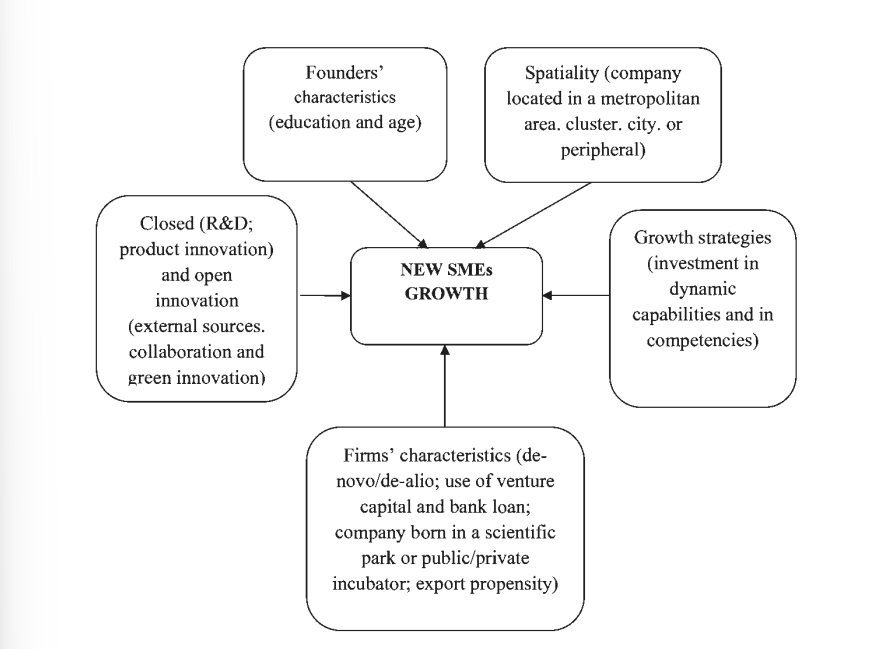 Founders’
characteristics
(education and age)
Spatiality (company
located in a metropolitan
area. cluster. city. or
peripheral)
Closed (R&D;
product innovation)
and open
innovation
(external sources.
collaboration and
green innovation)
NEW SMEs
GROWTH
Growth strategies
(investment in
dynamic
capabilities and in
competencies)
Firms’ characteristics (de-
novo/de-alio; use of venture
capital and bank loan;
company born in a scientific
park or public/private
incubator; export propensity)